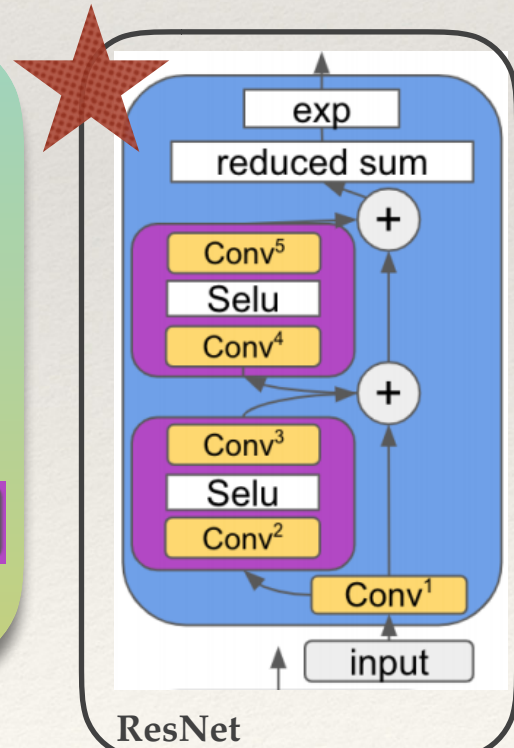 exp
reduced sum
+
Conv⁵
Selu
Conv⁴
+
Conv³
Selu
Conv²
Conv¹
input
ResNet